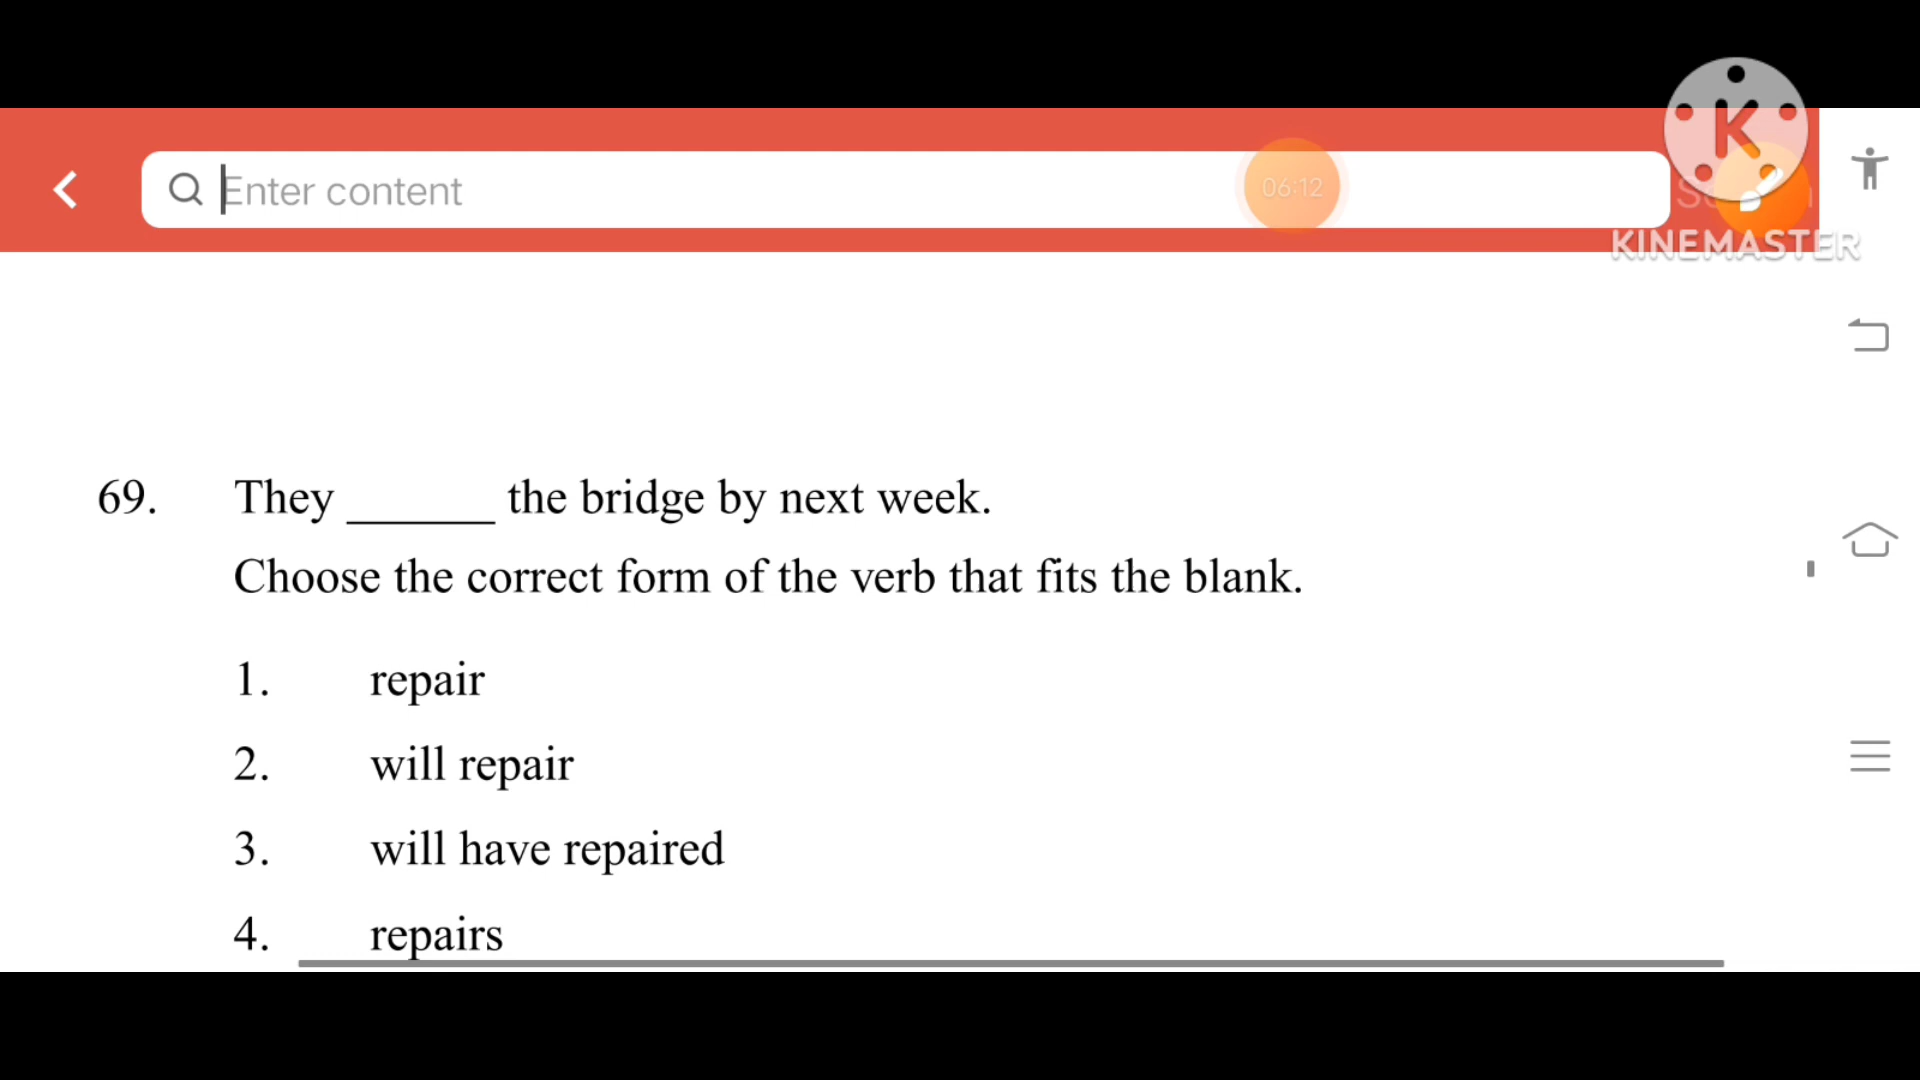 Enter content
06:12
K
KINEMASTER
69. They ______ the bridge by next week.
Choose the correct form of the verb that fits the blank.
1. repair
2. will repair
3. will have repaired
4. repairs